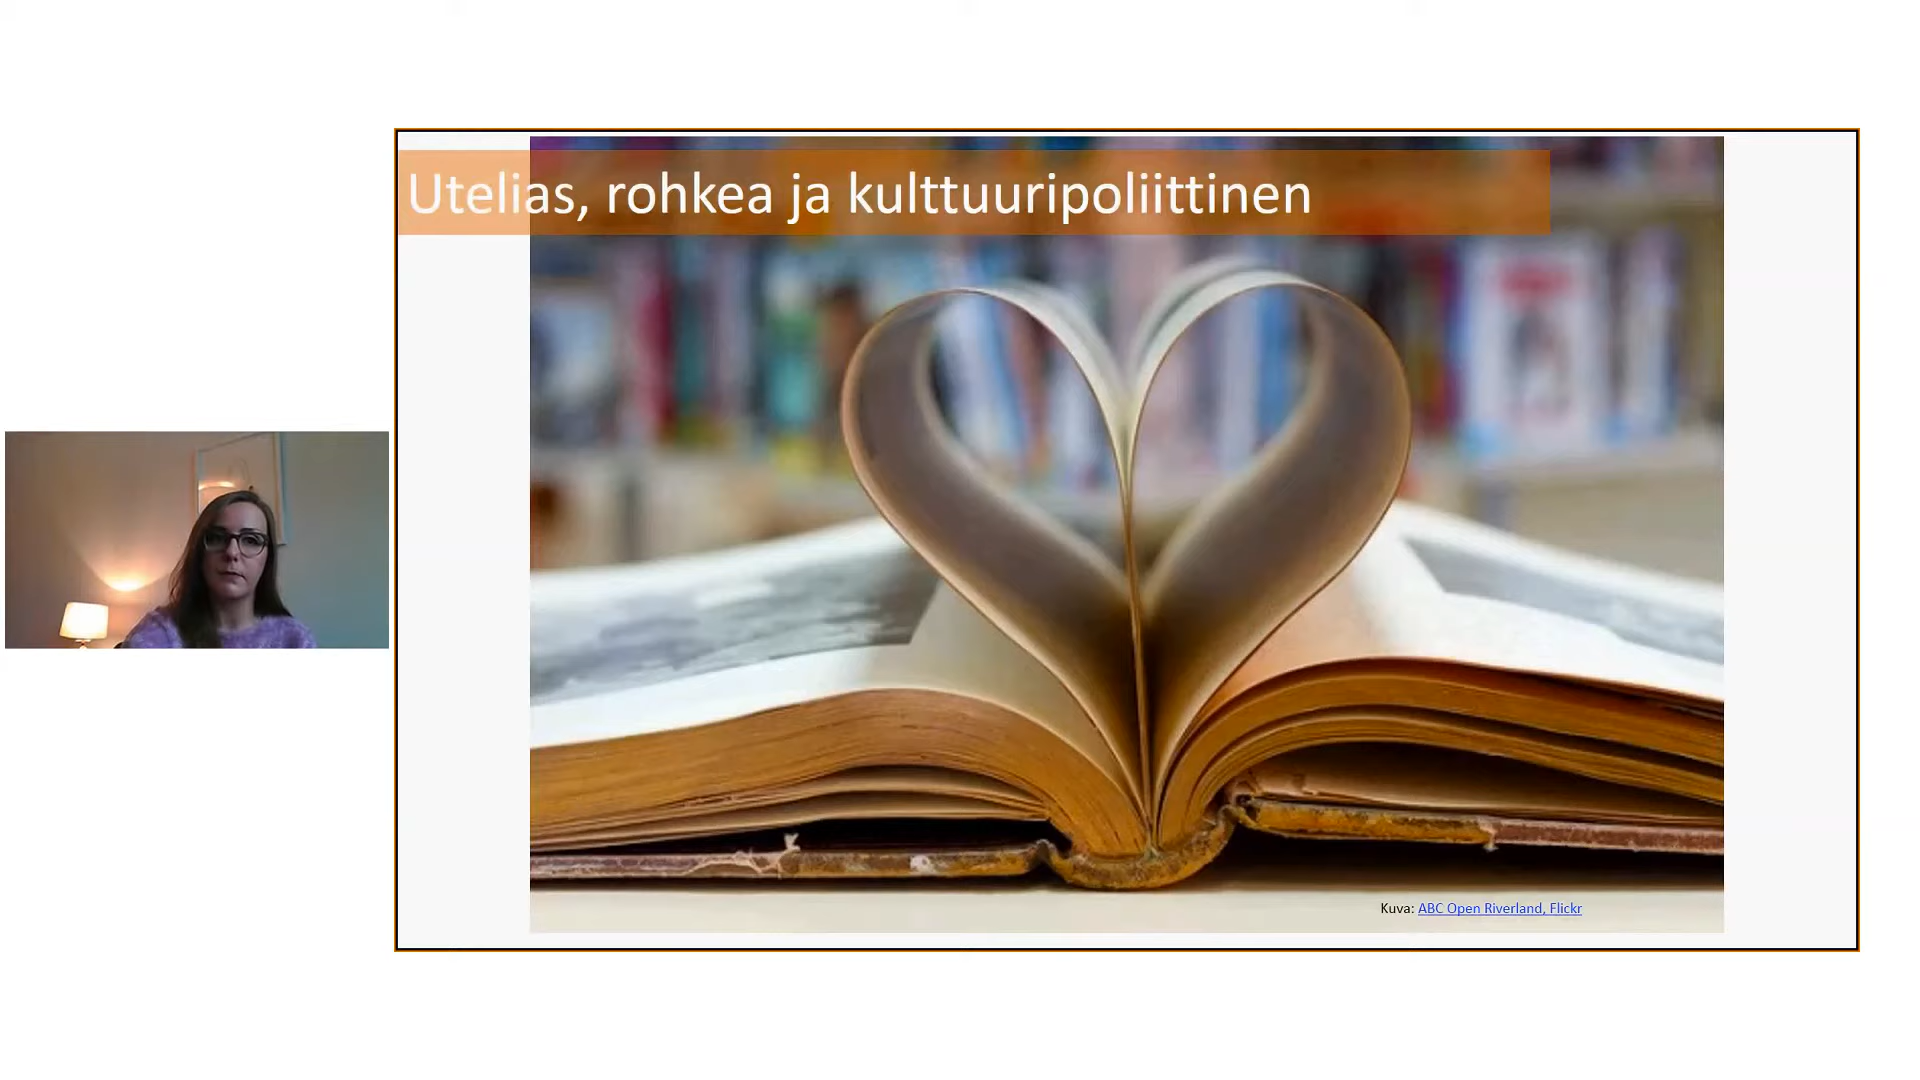 Utelias, rohkea ja kulttuuripoliittinen
Kuva: ABC Open Riverland, Flickr